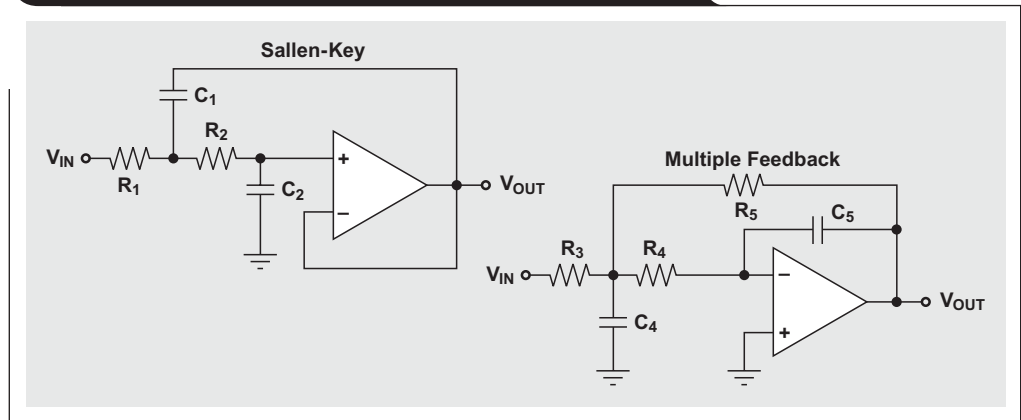 Sallen-Key
C1
R2
VIN
R1
C2
+
−
VOUT
Multiple Feedback
R5
C5
R3
R4
VIN
C4
−
+
VOUT